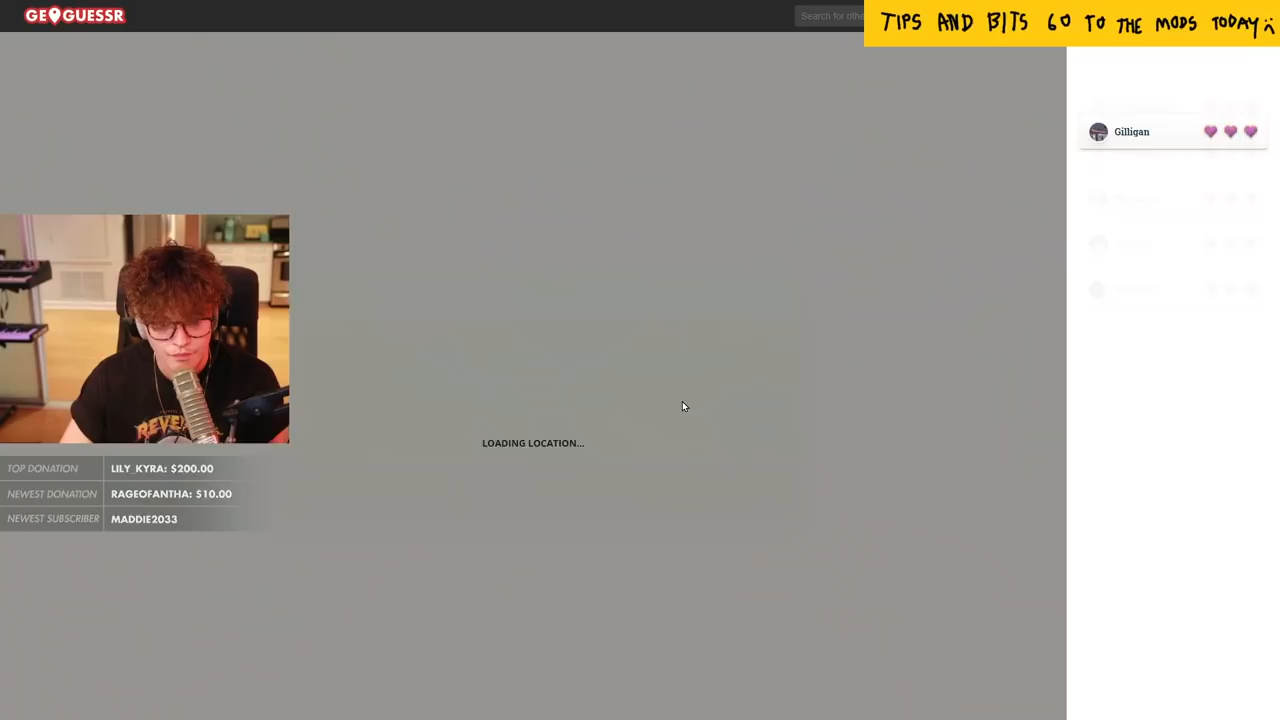 GEOGUESSR
Search for othe
TIPS AND BITS GO TO THE MODS TODAY
Gilligan
LOADING LOCATION...
TOP DONATION LILY_KYRA: $200.00
NEWEST DONATION RAGEOFANTHA: $10.00
NEWEST SUBSCRIBER MADDIE2033